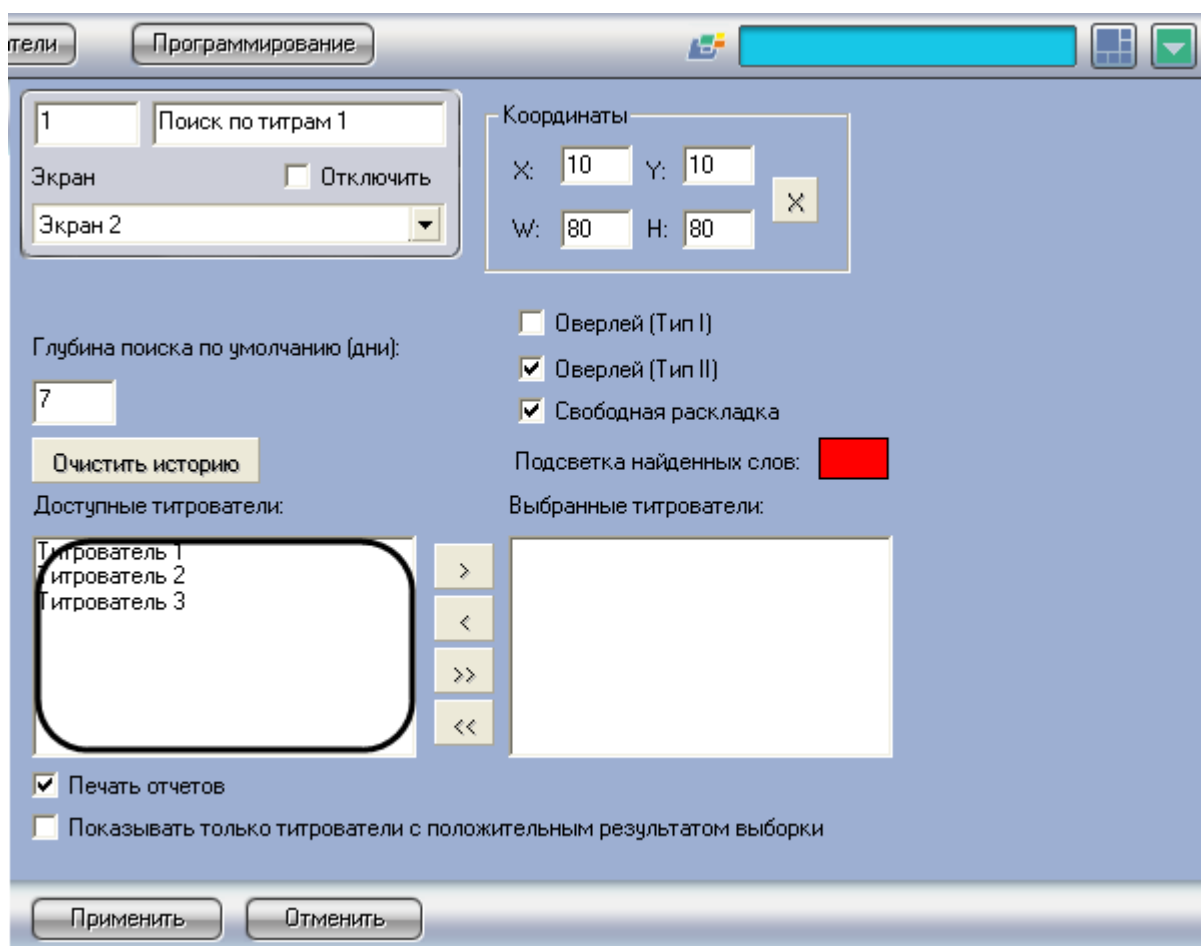 тели
Программирование
1
Поиск по титрам 1
Экран
Отключить
Экран 2
Координаты
X: 10 Y: 10
W: 80 H: 80
X
Оверлей (Тип I)
Оверлей (Тип II)
Свободная раскладка
Глубина поиска по умолчанию (дни):
7
Очистить историю
Подсветка найденных слов:
Доступные титрователи:
Выбранные титрователи:
Титрователь 1
Титрователь 2
Титрователь 3
>
<
>>
<<
Печать отчетов
Показывать только титрователи с положительным результатом выборки
Применить
Отменить